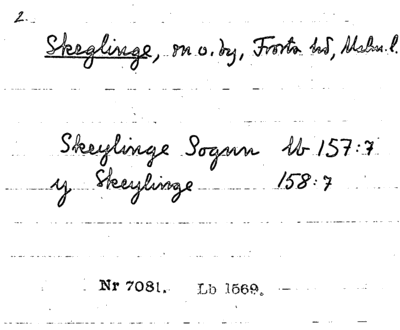 2.
Skeglinge, sn o. by, Frosta hd, Malm. l.
Skeylinge Sognn Lb 157:7
y Skeylinge 158:7
Nr 7081. Lb 1569.